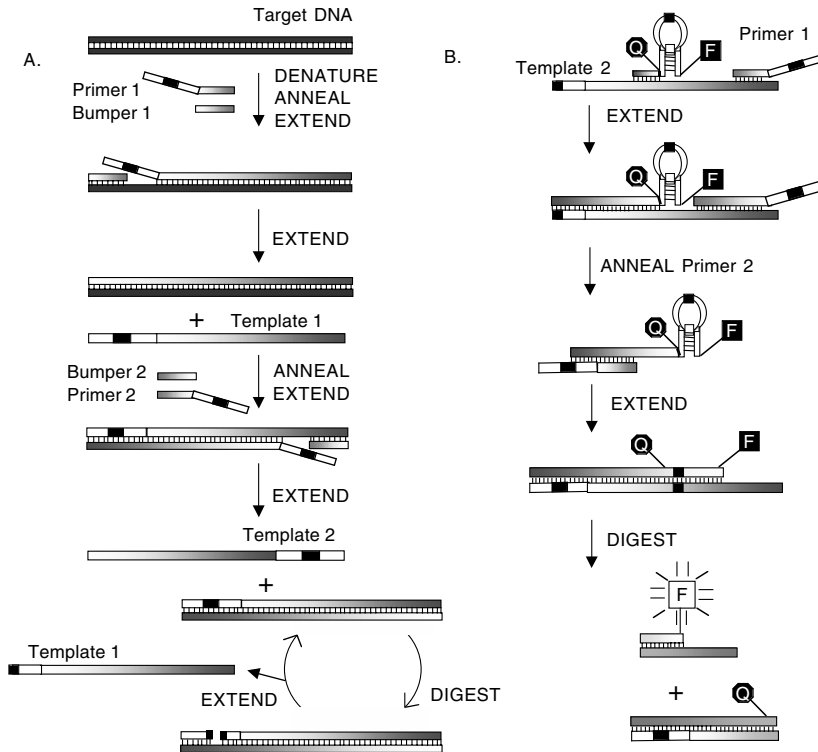 A.
Target DNA
Primer 1
Bumper 1
DENATURE
ANNEAL
EXTEND
EXTEND
+ Template 1
Bumper 2
Primer 2
ANNEAL
EXTEND
EXTEND
Template 2
+
Template 1
EXTEND
DIGEST
B.
Q
F
Primer 1
Template 2
EXTEND
Q
F
ANNEAL Primer 2
Q
F
EXTEND
Q
F
DIGEST
F
+
Q